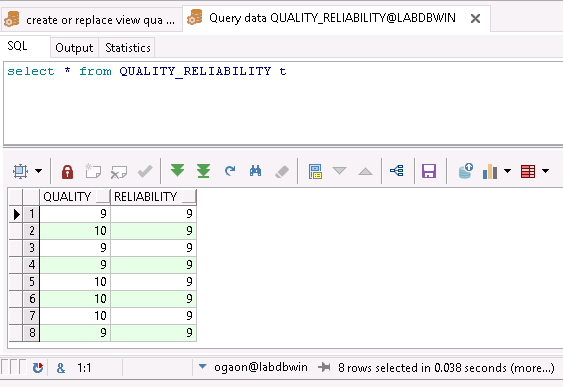 create or replace view qua ...
Query data QUALITY_RELIABILITY@LABDBWIN
SQL Output Statistics
select * from QUALITY_RELIABILITY t
QUALITY RELIABILITY
1 9 9
2 10 9
3 9 9
4 9 9
5 10 9
6 10 9
7 10 9
8 9 9
& 1:1 ogaon@labdbwin 8 rows selected in 0.038 seconds (more...)